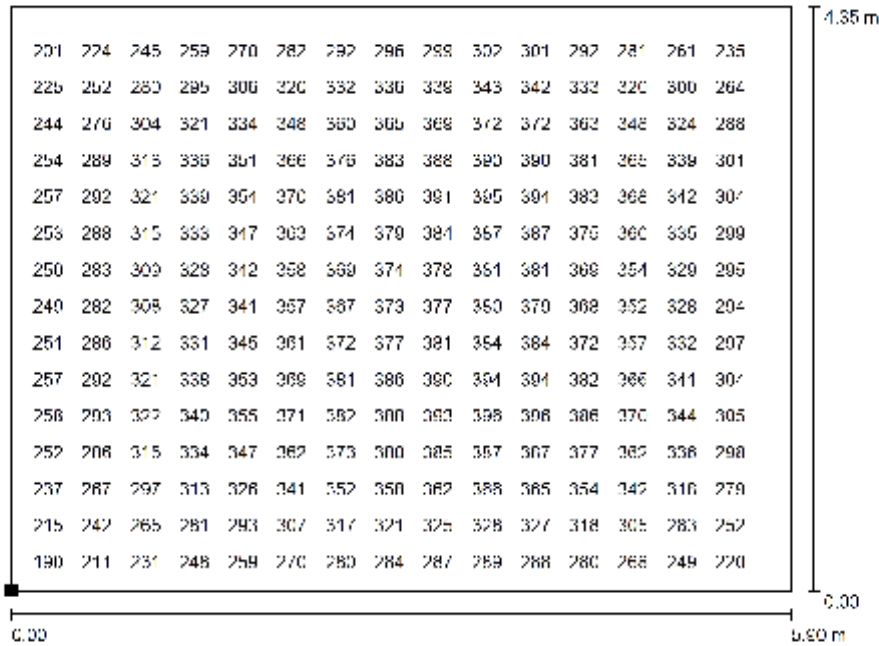 4.35 m
201 224 245 259 270 282 292 296 299 302 301 292 281 261 235
225 252 280 295 306 320 332 336 339 343 342 333 320 300 264
244 276 304 321 334 348 360 365 369 372 372 363 348 324 288
254 289 316 336 351 366 376 383 388 390 390 381 365 339 301
257 292 321 339 354 370 381 386 391 395 394 383 368 342 304
253 288 315 333 347 363 374 379 384 387 387 375 360 335 299
250 283 309 328 342 358 369 374 378 381 381 369 354 329 295
249 282 308 327 341 357 367 373 377 380 379 368 352 328 294
251 286 312 331 345 361 372 377 381 384 384 372 357 332 297
257 292 321 338 353 369 381 386 390 394 394 382 366 341 304
258 293 322 340 355 371 382 388 393 396 396 386 370 344 305
252 286 315 334 347 362 373 380 385 387 387 377 362 336 298
237 267 297 313 326 341 352 358 362 366 365 354 342 316 279
215 242 265 281 293 307 317 321 325 328 327 318 305 283 252
190 211 231 246 259 270 280 284 287 289 288 280 268 249 220
0.00
0.00 5.90 m